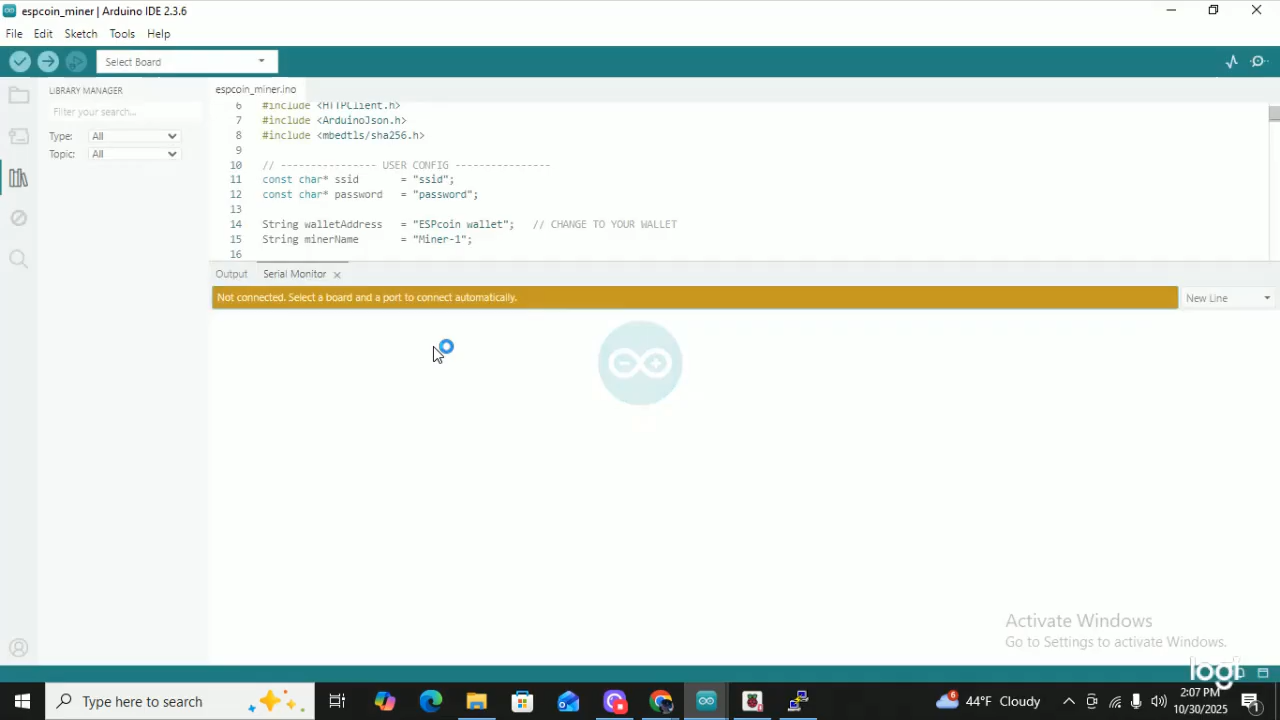 espcoin_miner | Arduino IDE 2.3.6
File Edit Sketch Tools Help
Select Board
LIBRARY MANAGER
Filter your search...
Type: All
Topic: All
espcoin_miner.ino
6 #include <HTTPClient.h>
7 #include <ArduinoJson.h>
8 #include <mbedtls/sha256.h>
9
10 // ---------------- USER CONFIG ----------------
11 const char* ssid = "ssid";
12 const char* password = "password";
13
14 String walletAddress = "ESPcoin wallet"; // CHANGE TO YOUR WALLET
15 String minerName = "Miner-1";
16
Output Serial Monitor
Not connected. Select a board and a port to connect automatically.
New Line
Activate Windows
Go to Settings to activate Windows.
logi
Type here to search
6
44°F Cloudy
2:07 PM
10/30/2025
1